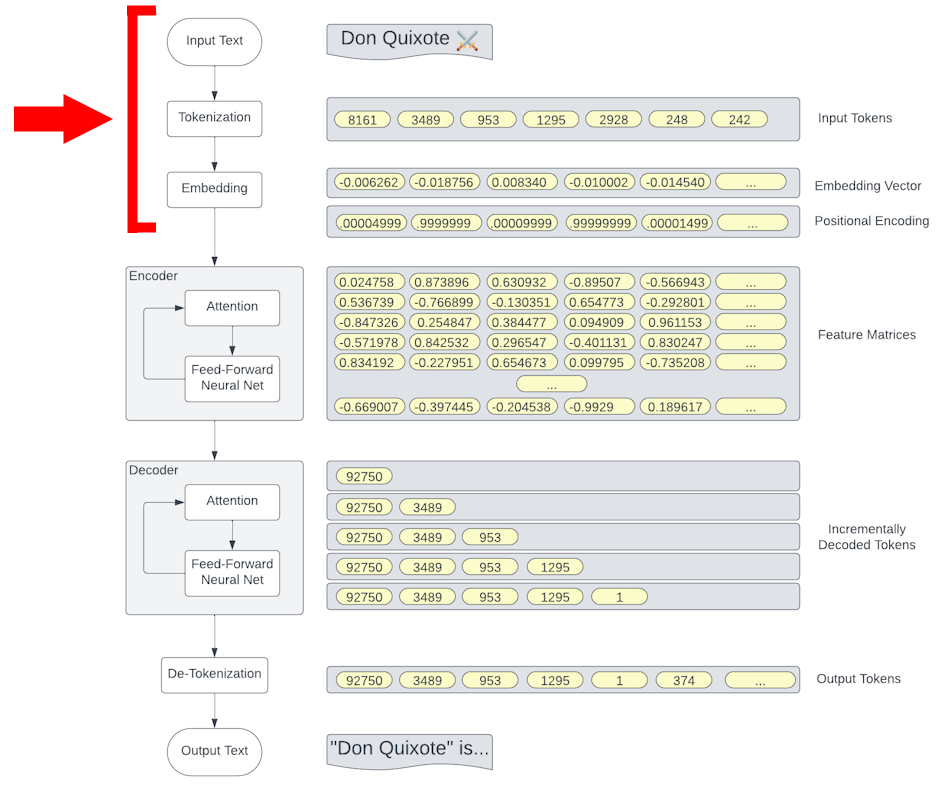 Input Text
Don Quixote ⚔️
Tokenization
8161 3489 953 1295 2928 248 242
Input Tokens
Embedding
-0.006262 -0.018756 0.008340 -0.010002 -0.014540 ...
Embedding Vector
.00004999 .9999999 .00009999 .99999999 .00001499 ...
Positional Encoding
Encoder
Attention
Feed-Forward
Neural Net
0.024758 0.873896 0.630932 -0.89507 -0.566943 ...
0.536739 -0.766899 -0.130351 0.654773 -0.292801 ...
-0.847326 0.254847 0.384477 0.094909 0.961153 ...
-0.571978 0.842532 0.296547 -0.401131 0.830247 ...
0.834192 -0.227951 0.654673 0.099795 -0.735208 ...
...
-0.669007 -0.397445 -0.204538 -0.9929 0.189617 ...
Feature Matrices
Decoder
Attention
Feed-Forward
Neural Net
92750
92750 3489
92750 3489 953
92750 3489 953 1295
92750 3489 953 1295 1
Incrementally
Decoded Tokens
De-Tokenization
92750 3489 953 1295 1 374 ...
Output Tokens
Output Text
"Don Quixote" is...